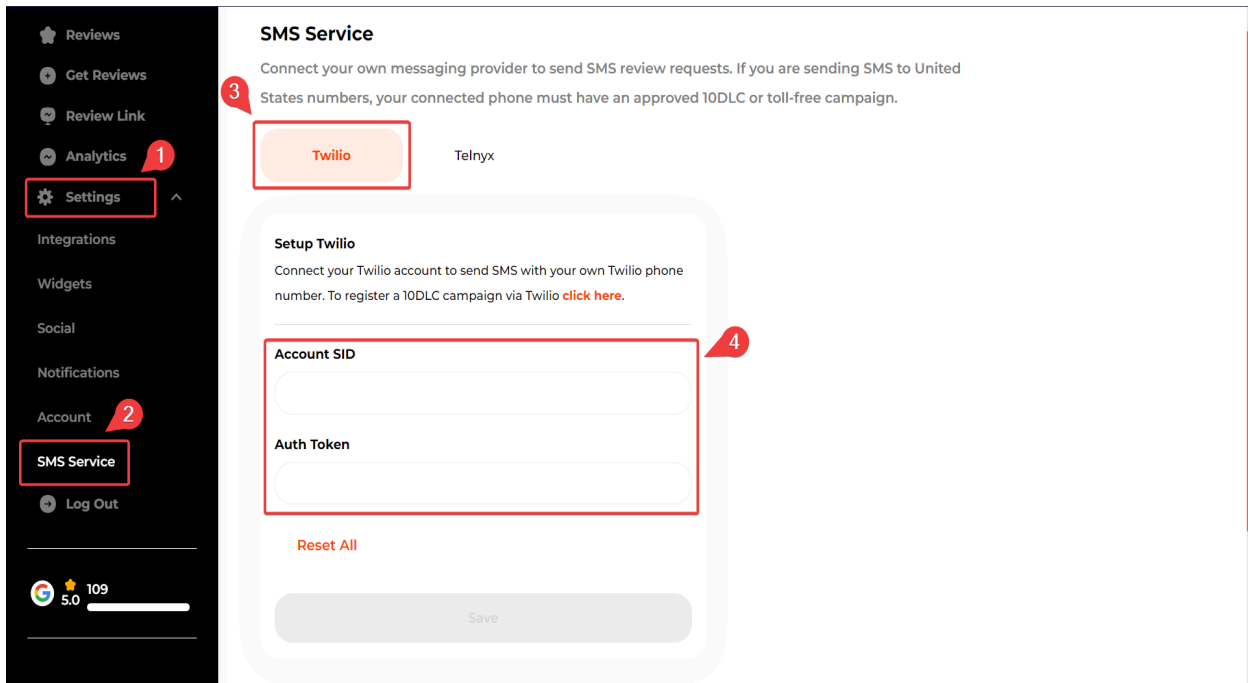 Reviews
Get Reviews
Review Link
Analytics
1
Settings
Integrations
Widgets
Social
Notifications
Account
2
SMS Service
Log Out
5.0
109
SMS Service
Connect your own messaging provider to send SMS review requests. If you are sending SMS to United
States numbers, your connected phone must have an approved 10DLC or toll-free campaign.
3
Twilio
Telnyx
Setup Twilio
Connect your Twilio account to send SMS with your own Twilio phone
number. To register a 10DLC campaign via Twilio click here.
4
Account SID
Auth Token
Reset All
Save